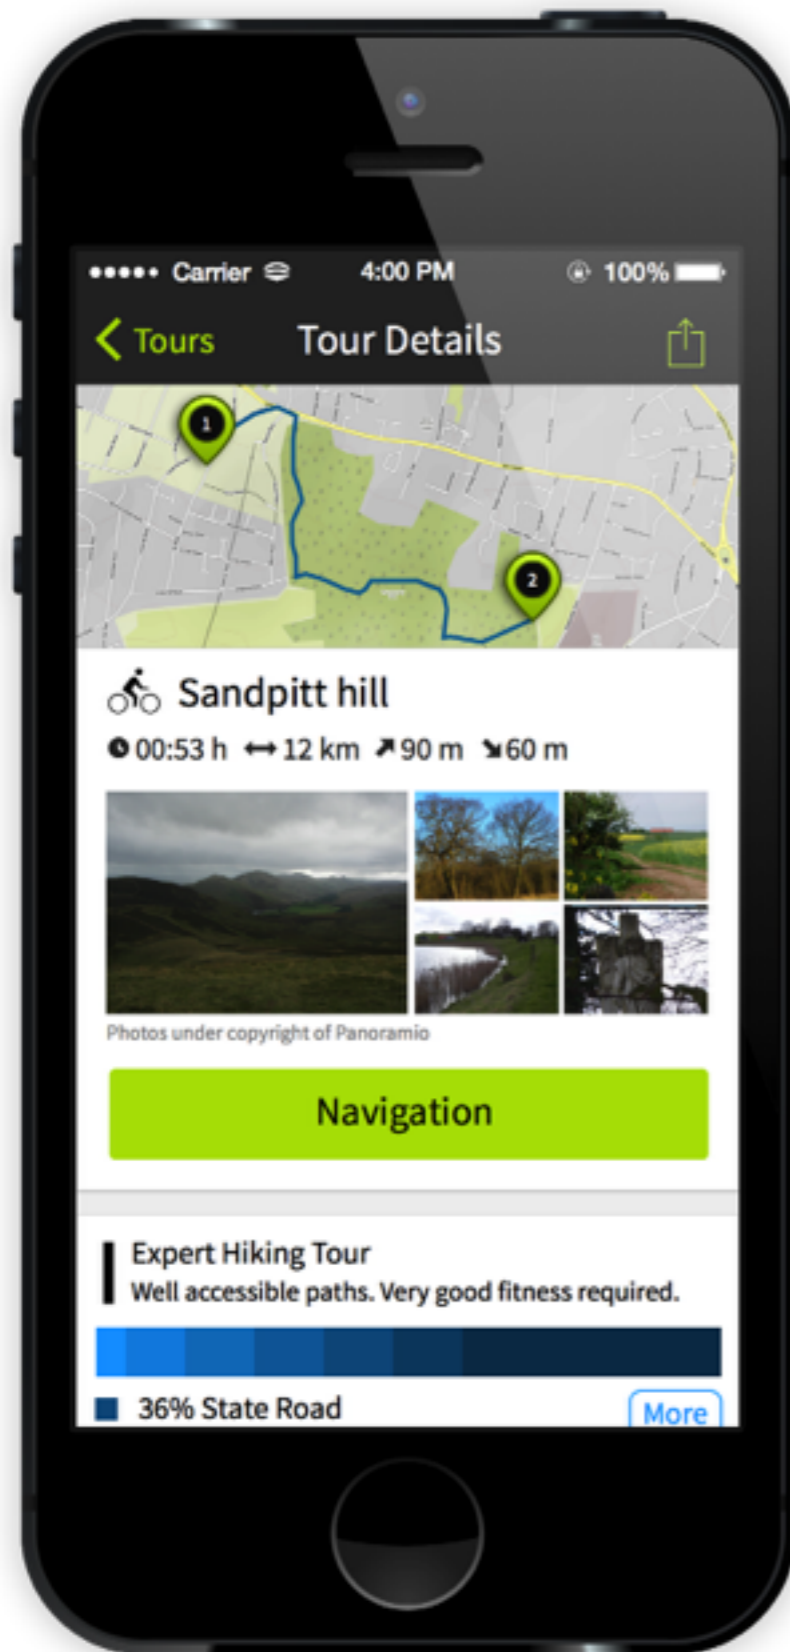 Carrier 4:00 PM 100%
Tours Tour Details
1
2
Sandpitt hill
00:53 h 12 km 90 m 60 m
Photos under copyright of Panoramio
Navigation
Expert Hiking Tour
Well accessible paths. Very good fitness required.
36% State Road More